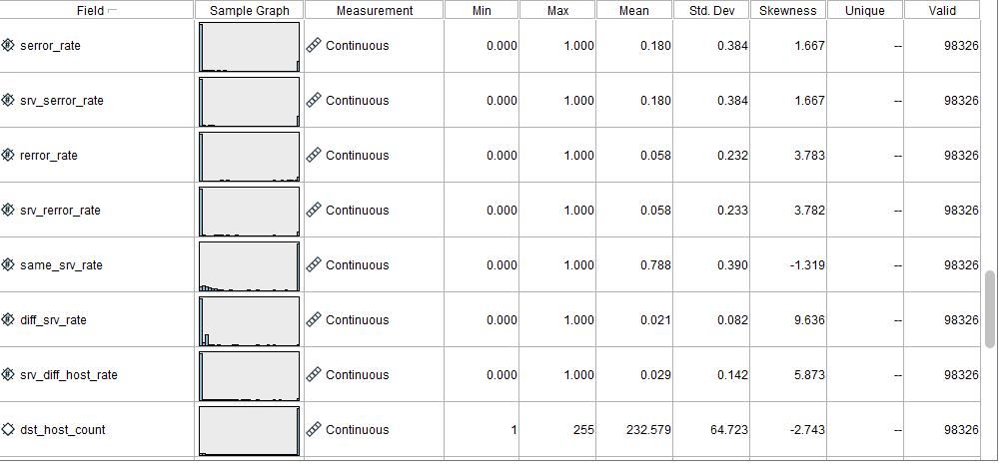 Field Sample Graph Measurement Min Max Mean Std. Dev Skewness Unique Valid
serror_rate Continuous 0.000 1.000 0.180 0.384 1.667 -- 98326
srv_serror_rate Continuous 0.000 1.000 0.180 0.384 1.667 -- 98326
rerror_rate Continuous 0.000 1.000 0.058 0.232 3.783 -- 98326
srv_rerror_rate Continuous 0.000 1.000 0.058 0.233 3.782 -- 98326
same_srv_rate Continuous 0.000 1.000 0.788 0.390 -1.319 -- 98326
diff_srv_rate Continuous 0.000 1.000 0.021 0.082 9.636 -- 98326
srv_diff_host_rate Continuous 0.000 1.000 0.029 0.142 5.873 -- 98326
dst_host_count Continuous 1 255 232.579 64.723 -2.743 -- 98326